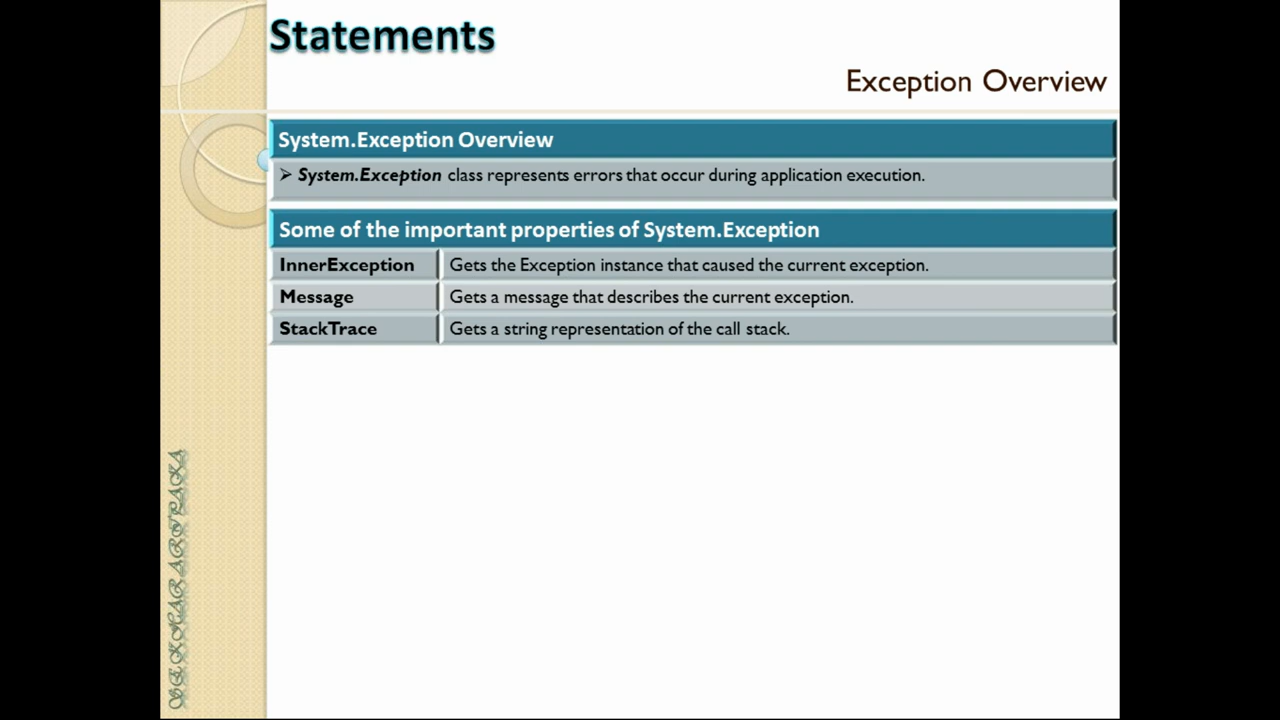 Statements
Exception Overview
System.Exception Overview
➢ System.Exception class represents errors that occur during application execution.
Some of the important properties of System.Exception
InnerException Gets the Exception instance that caused the current exception.
Message Gets a message that describes the current exception.
StackTrace Gets a string representation of the call stack.